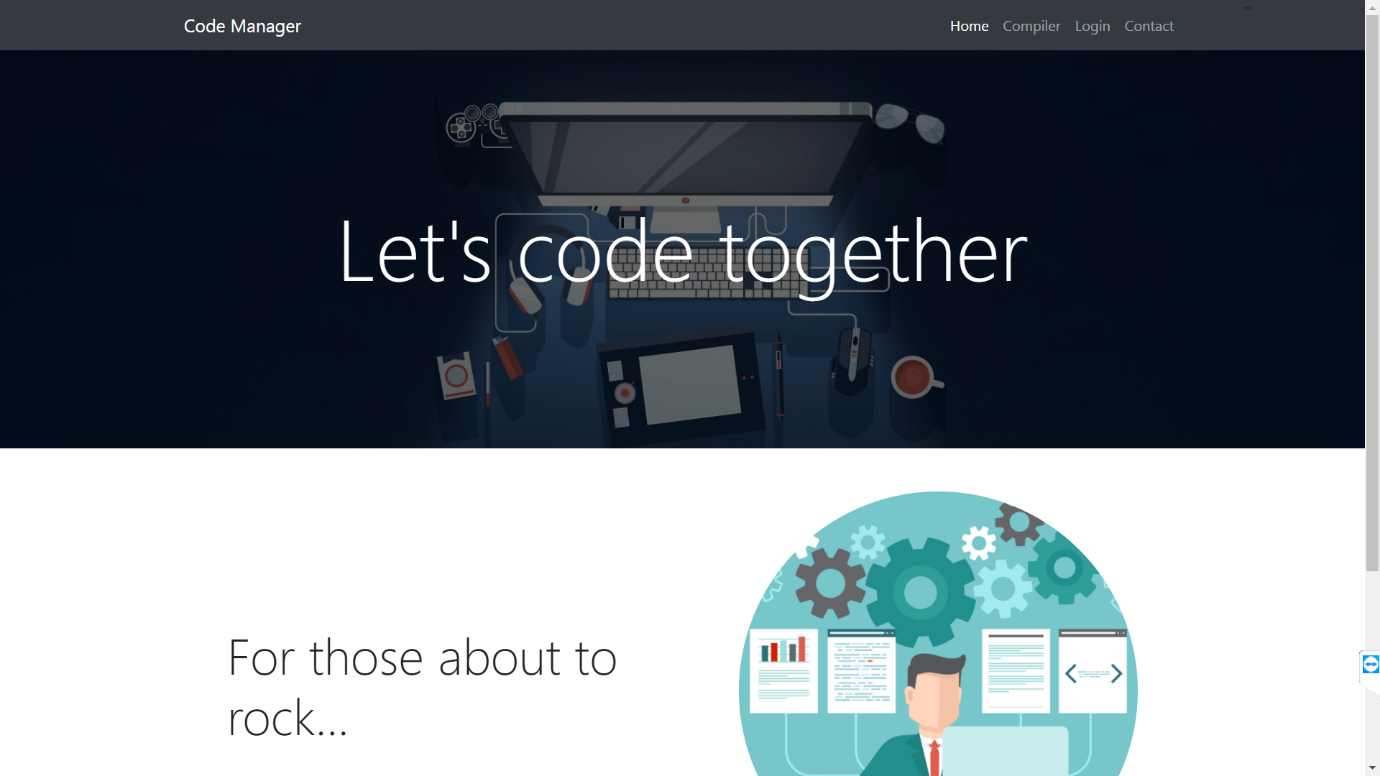 Code Manager
Home Compiler Login Contact
Let's code together
For those about to
rock...